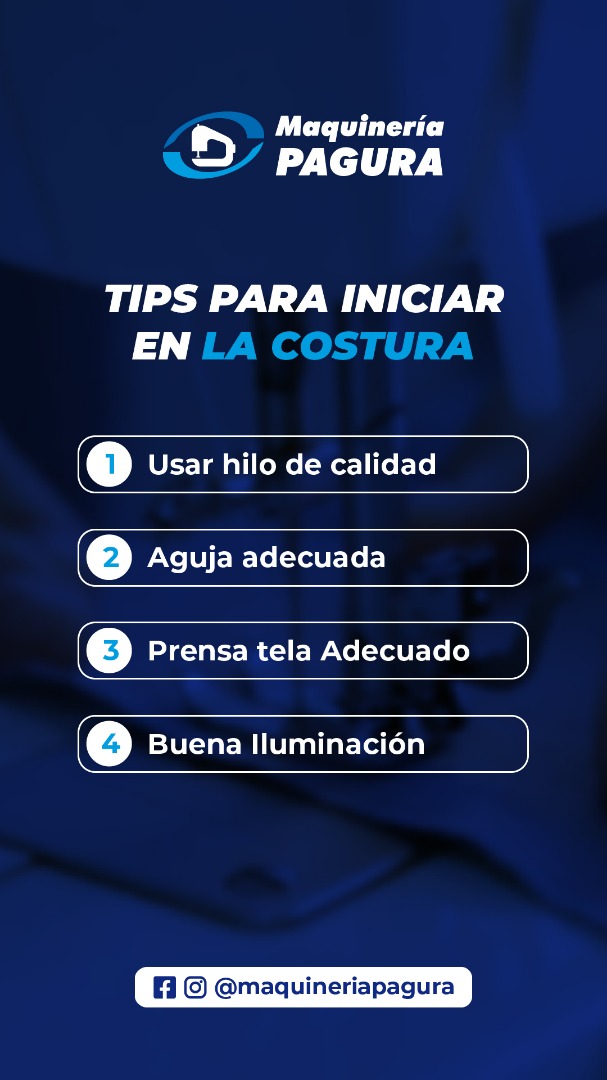 Maquinería
PAGURA
TIPS PARA INICIAR
EN LA COSTURA
1 Usar hilo de calidad
2 Aguja adecuada
3 Prensa tela Adecuado
4 Buena Iluminación
@maquineriapagura